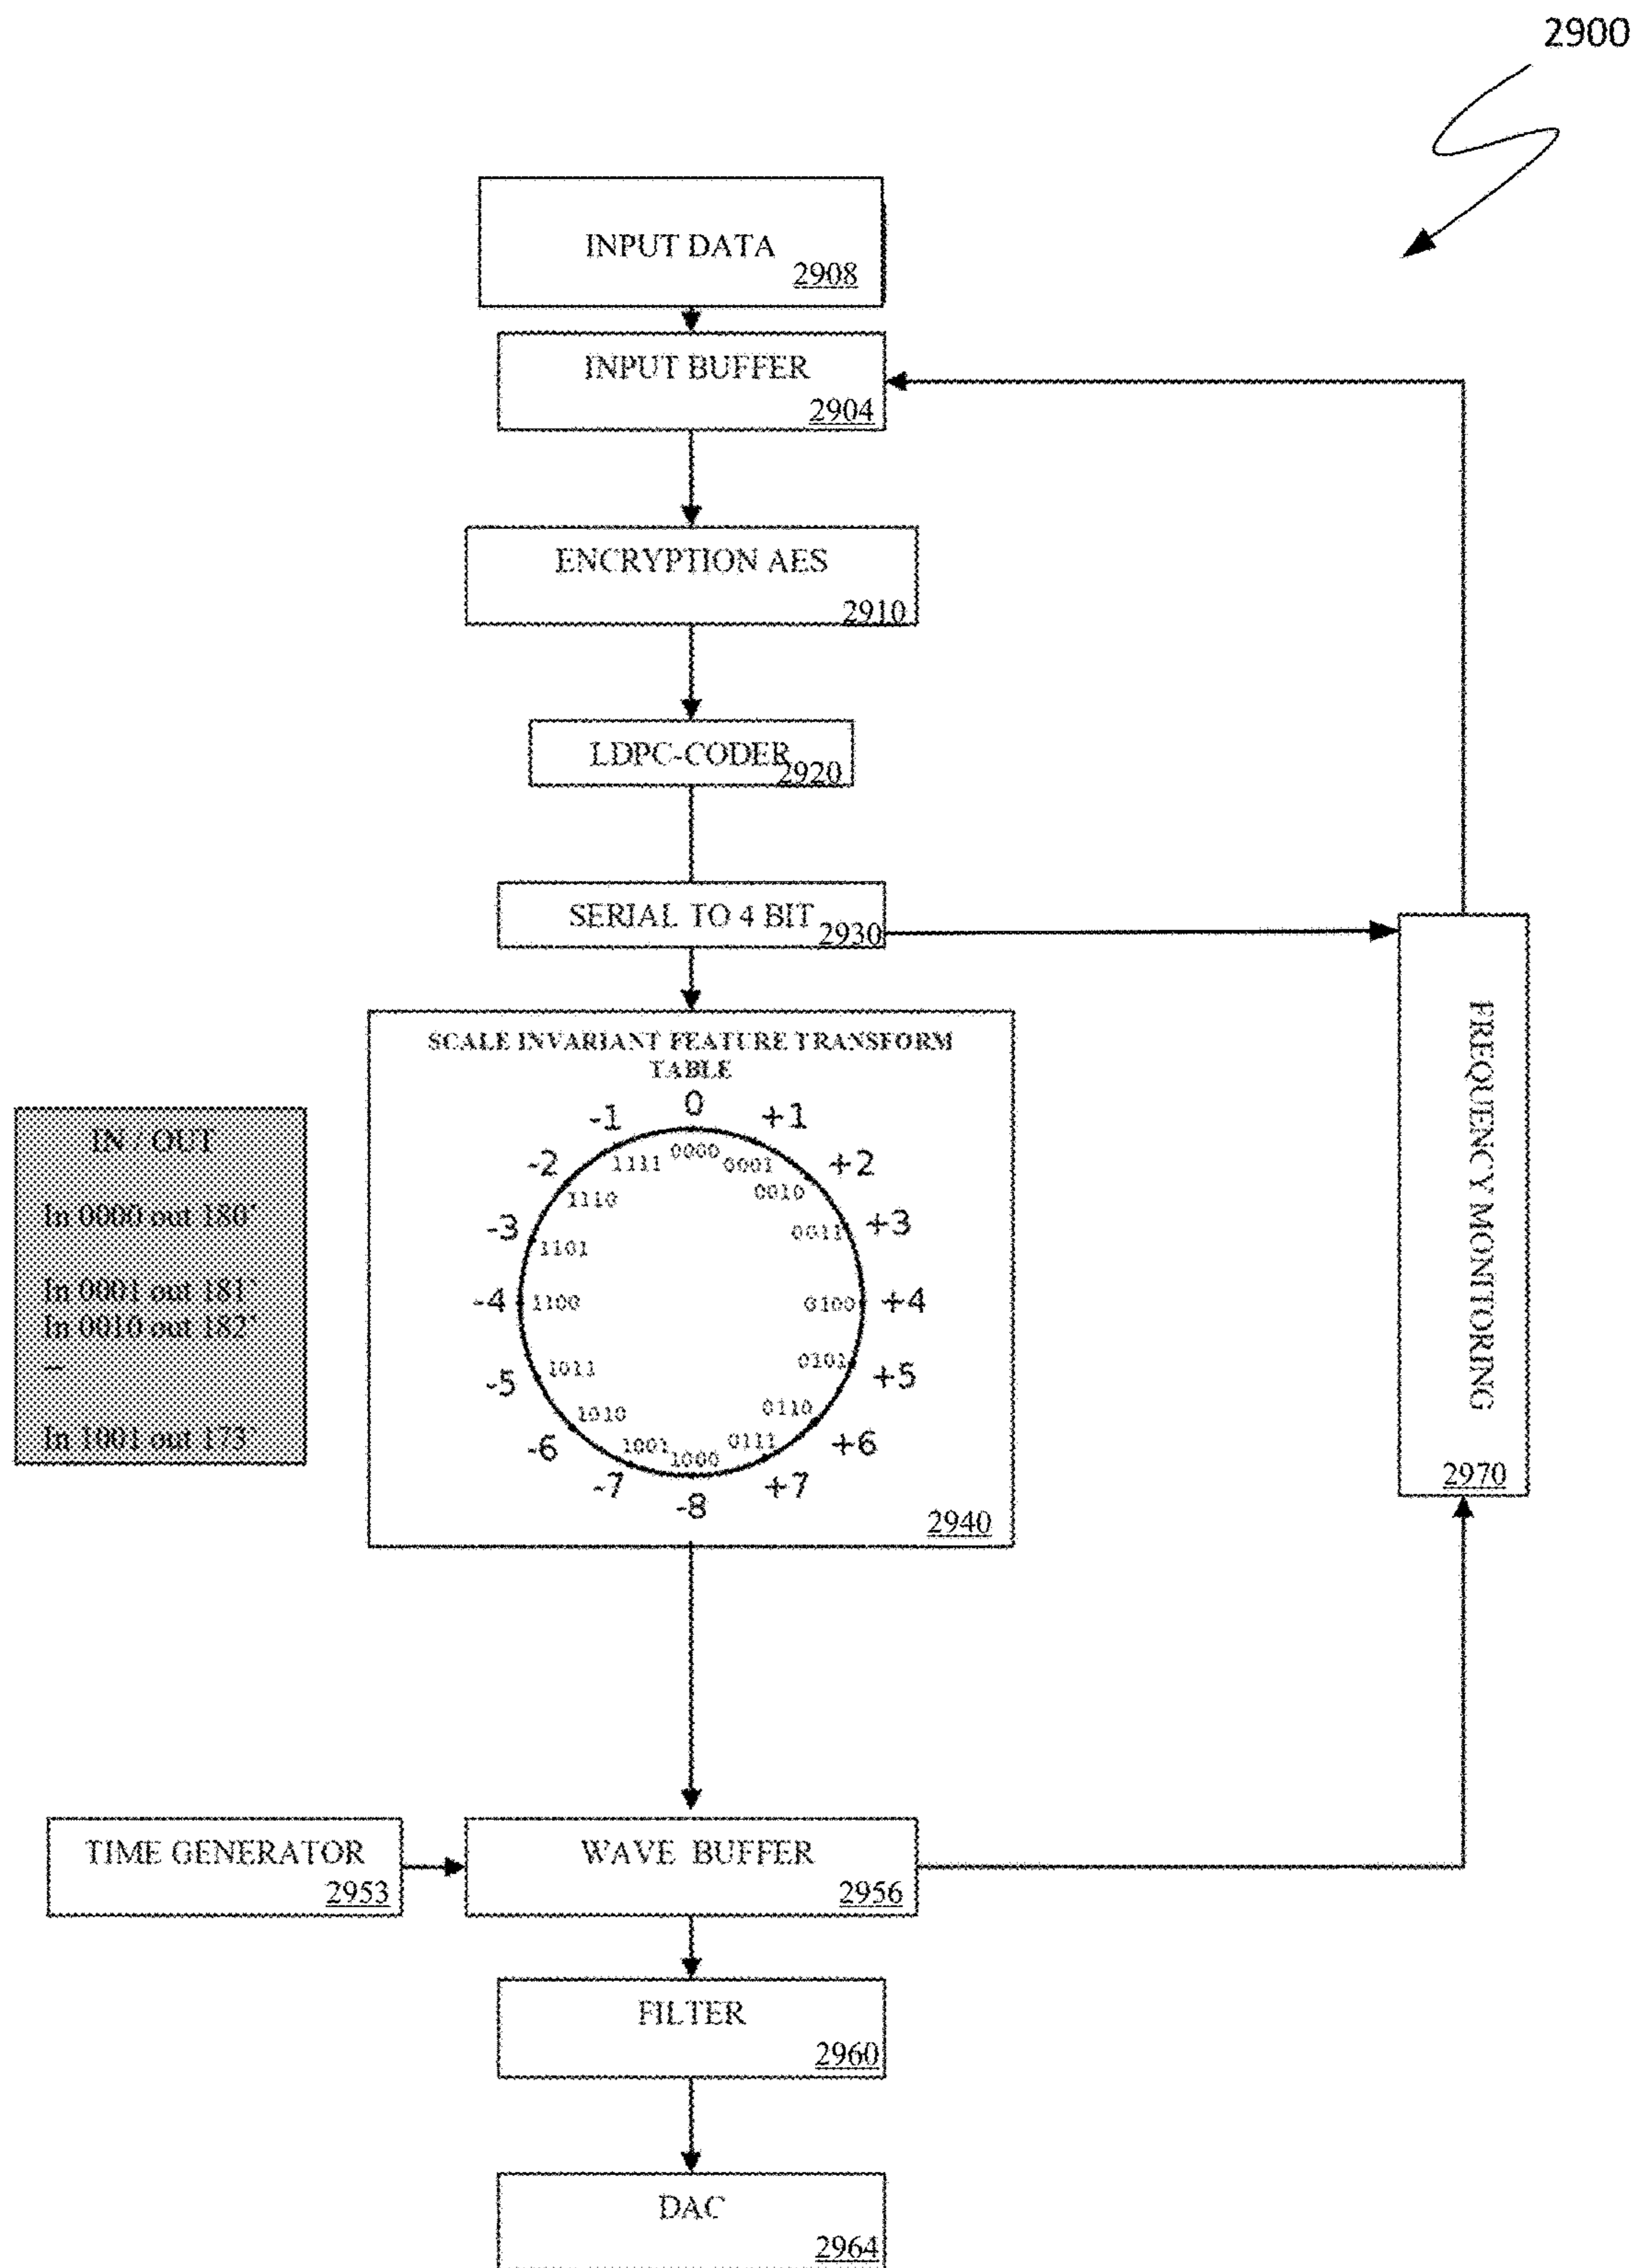 2900
INPUT DATA
2908
INPUT BUFFER
2904
ENCRYPTION AES
2910
LDPC-CODER
2920
SERIAL TO 4 BIT
2930
SCALE INVARIANT FEATURE TRANSFORM
TABLE
0
+1
+2
+3
+4
+5
+6
+7
-8
-7
-6
-5
-4
-3
-2
-1
0000
0001
0010
0011
0100
0101
0110
0111
1000
1001
1010
1011
1100
1101
1110
1111
2940
IN / OUT
In 0000 out 180°
In 0001 out 181°
In 0010 out 182°
–
In 1001 out 173°
FREQUENCY MONITORING
2970
TIME GENERATOR
2953
WAVE BUFFER
2956
FILTER
2960
DAC
2964